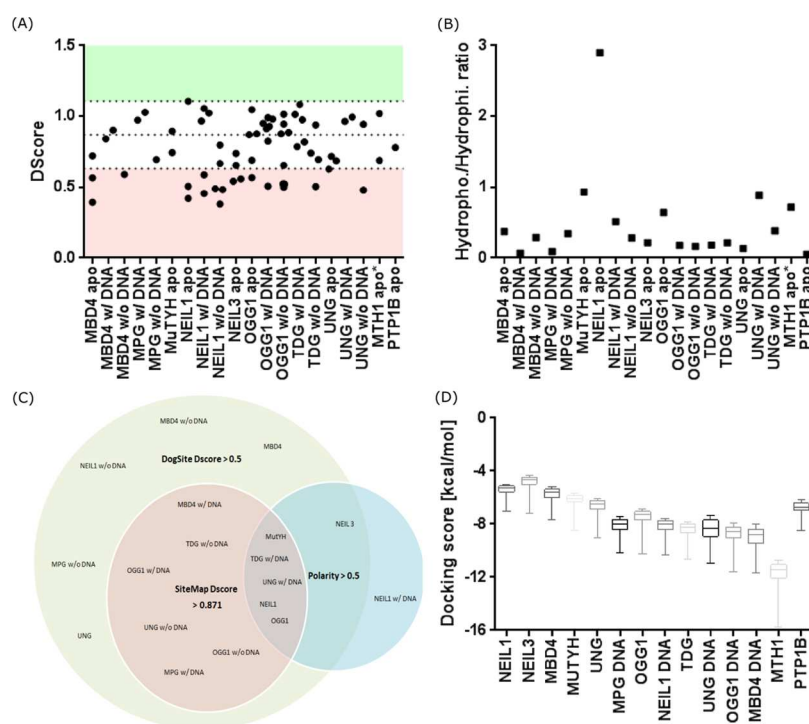 (A)
DScore
1.5
1.0
0.5
0.0
MBD4 apo
MBD4 w/ DNA
MBD4 w/o DNA
MPG w/ DNA
MPG w/o DNA
MuTYH apo
NEIL1 apo
NEIL1 w/ DNA
NEIL1 w/o DNA
NEIL3 apo
OGG1 apo
OGG1 w/ DNA
OGG1 w/o DNA
TDG w/ DNA
TDG w/o DNA
UNG apo
UNG w/ DNA
UNG w/o DNA
MTH1 apo*
PTP1B apo
(B)
Hydropho./Hydrophi. ratio
3
2
1
0
MBD4 apo
MBD4 w/ DNA
MBD4 w/o DNA
MPG w/ DNA
MPG w/o DNA
MuTYH apo
NEIL1 apo
NEIL1 w/ DNA
NEIL1 w/o DNA
NEIL3 apo
OGG1 apo
OGG1 w/ DNA
OGG1 w/o DNA
TDG w/ DNA
TDG w/o DNA
UNG apo
UNG w/ DNA
UNG w/o DNA
MTH1 apo*
PTP1B apo
(C)
MBD4 w/o DNA
MBD4
DogSite Dscore > 0.5
NEIL1 w/o DNA
MBD4 w/ DNA
NEIL 3
MutYH
TDG w/o DNA
TDG w/ DNA
MPG w/o DNA
OGG1 w/ DNA
Polarity > 0.5
UNG w/ DNA
SiteMap Dscore
> 0.871
NEIL1
NEIL1 w/ DNA
OGG1
UNG w/o DNA
UNG
OGG1 w/o DNA
MPG w/ DNA
(D)
Docking score [kcal/mol]
-4
-8
-12
-16
NEIL1
NEIL3
MBD4
MUTYH
UNG
MPG DNA
OGG1
NEIL1 DNA
TDG
UNG DNA
OGG1 DNA
MBD4 DNA
MTH1
PTP1B